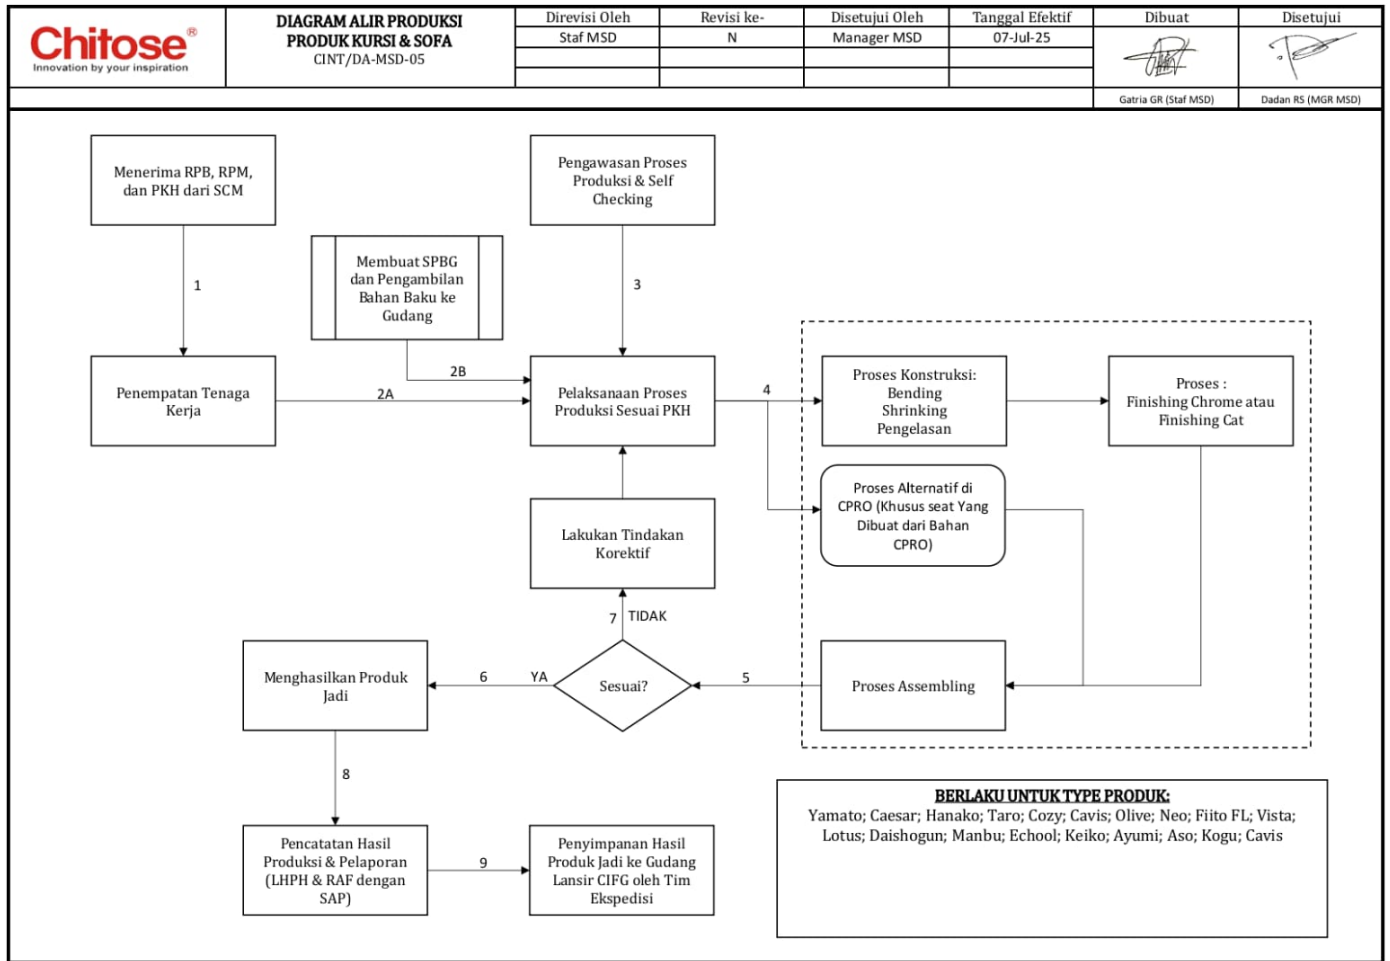 Chitose®
Innovation by your inspiration
DIAGRAM ALIR PRODUKSI
PRODUK KURSI & SOFA
CINT/DA-MSD-05
Direvisi Oleh
Revisi ke-
Disetujui Oleh
Tanggal Efektif
Dibuat
Disetujui
Staf MSD
N
Manager MSD
07-Jul-25
Gatria GR (Staf MSD)
Dadan RS (MGR MSD)
Menerima RPB, RPM,
dan PKH dari SCM
Pengawasan Proses
Produksi & Self
Checking
1
Membuat SPBG
dan Pengambilan
Bahan Baku ke
Gudang
3
Penempatan Tenaga
Kerja
2A
2B
Pelaksanaan Proses
Produksi Sesuai PKH
4
Proses Konstruksi:
Bending
Shrinking
Pengelasan
Proses :
Finishing Chrome atau
Finishing Cat
Proses Alternatif di
CPRO (Khusus seat Yang
Dibuat dari Bahan
CPRO)
Lakukan Tindakan
Korektif
7 TIDAK
Menghasilkan Produk
Jadi
6
YA
Sesuai?
5
Proses Assembling
8
Pencatatan Hasil
Produksi & Pelaporan
(LHPH & RAF dengan
SAP)
9
Penyimpanan Hasil
Produk Jadi ke Gudang
Lansir CIFG oleh Tim
Ekspedisi
BERLAKU UNTUK TYPE PRODUK:
Yamato; Caesar; Hanako; Taro; Cozy; Cavis; Olive; Neo; Fiito FL; Vista;
Lotus; Daishogun; Manbu; Echool; Keiko; Ayumi; Aso; Kogu; Cavis